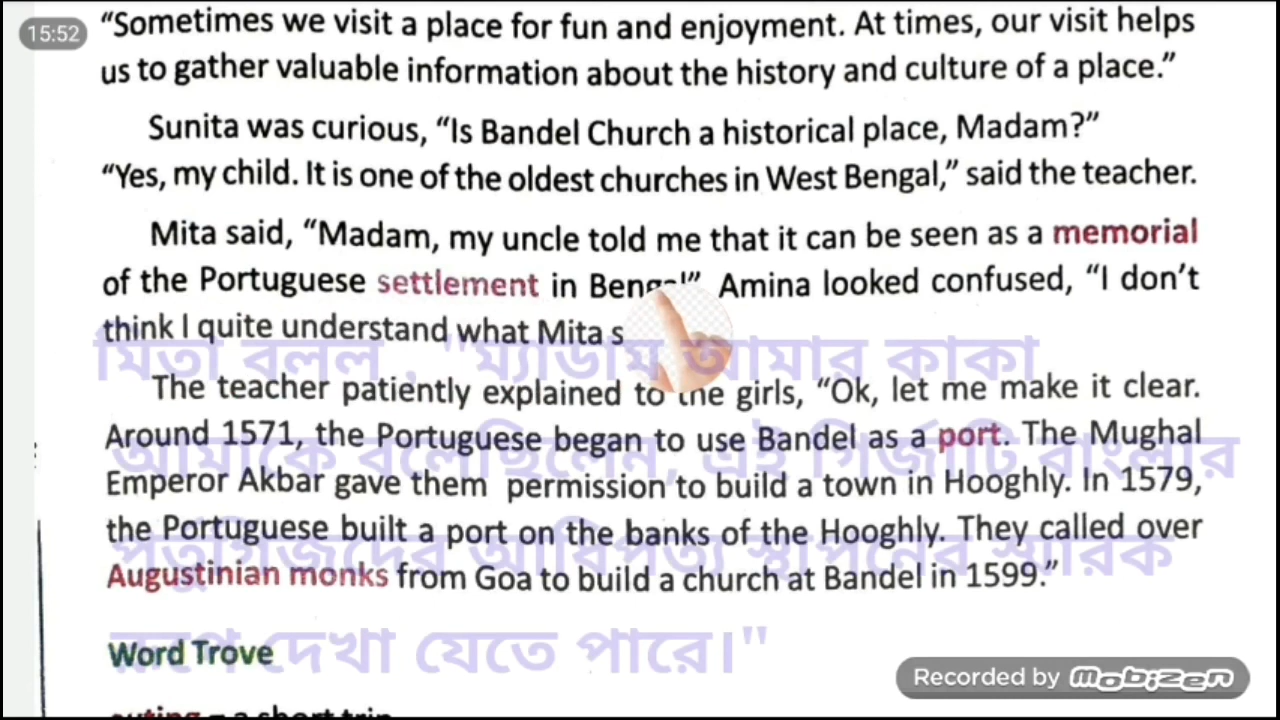 15:52
“Sometimes we visit a place for fun and enjoyment. At times, our visit helps
us to gather valuable information about the history and culture of a place.”
Sunita was curious, “Is Bandel Church a historical place, Madam?”
“Yes, my child. It is one of the oldest churches in West Bengal,” said the teacher.
Mita said, “Madam, my uncle told me that it can be seen as a memorial
of the Portuguese settlement in Amina looked confused, “I don’t
think I quite understand what Mita
মিতা বলল , "ম্যাডাম আমার কাকা
The teacher patiently explained to the girls, “Ok, let me make it clear.
Around 1571, the Portuguese began to use Bandel as a port. The Mughal
আমাকে বলেছিলেন, এই গির্জাটি বাংলার
Emperor Akbar gave them permission to build a town in Hooghly. In 1579,
the Portuguese built a port on the banks of the Hooghly. They called over
পর্তুগিজদের আধিপত্য স্থাপনের স্মারক
Augustinian monks from Goa to build a church at Bandel in 1599.”
রূপে দেখা যেতে পারে।"
Word Trove
Recorded by Mobizen
outing = a short trip